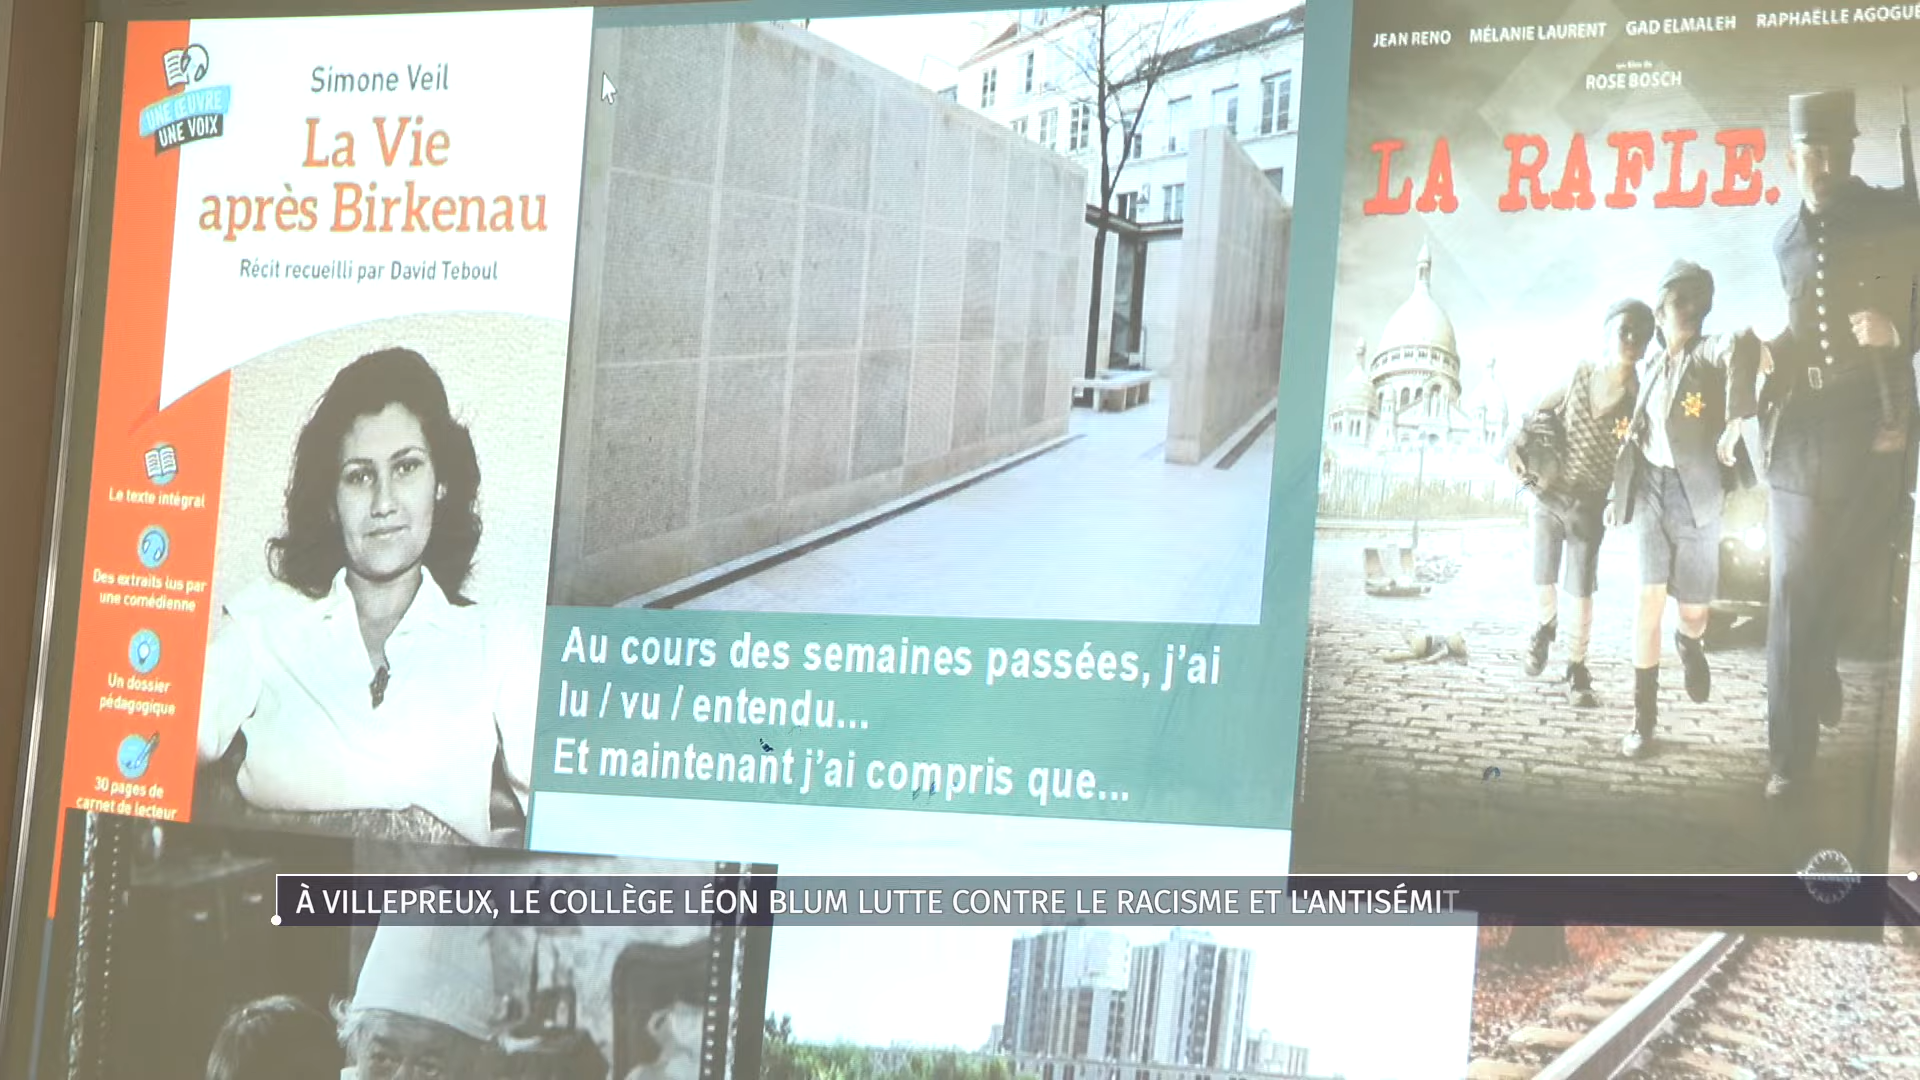 UNE ŒUVRE
UNE VOIX
Simone Veil
La Vie
après Birkenau
Récit recueilli par David Teboul
Le texte intégral
Des extraits lus par
une comédienne
Un dossier
pédagogique
30 pages de
carnet de lecteur
Au cours des semaines passées, j'ai
lu / vu / entendu...
Et maintenant j'ai compris que...
JEAN RENO MÉLANIE LAURENT GAD ELMALEH RAPHAËLLE AGOGUE
un film de
ROSE BOSCH
LA RAFLE.
À VILLEPREUX, LE COLLÈGE LÉON BLUM LUTTE CONTRE LE RACISME ET L'ANTISÉMIT